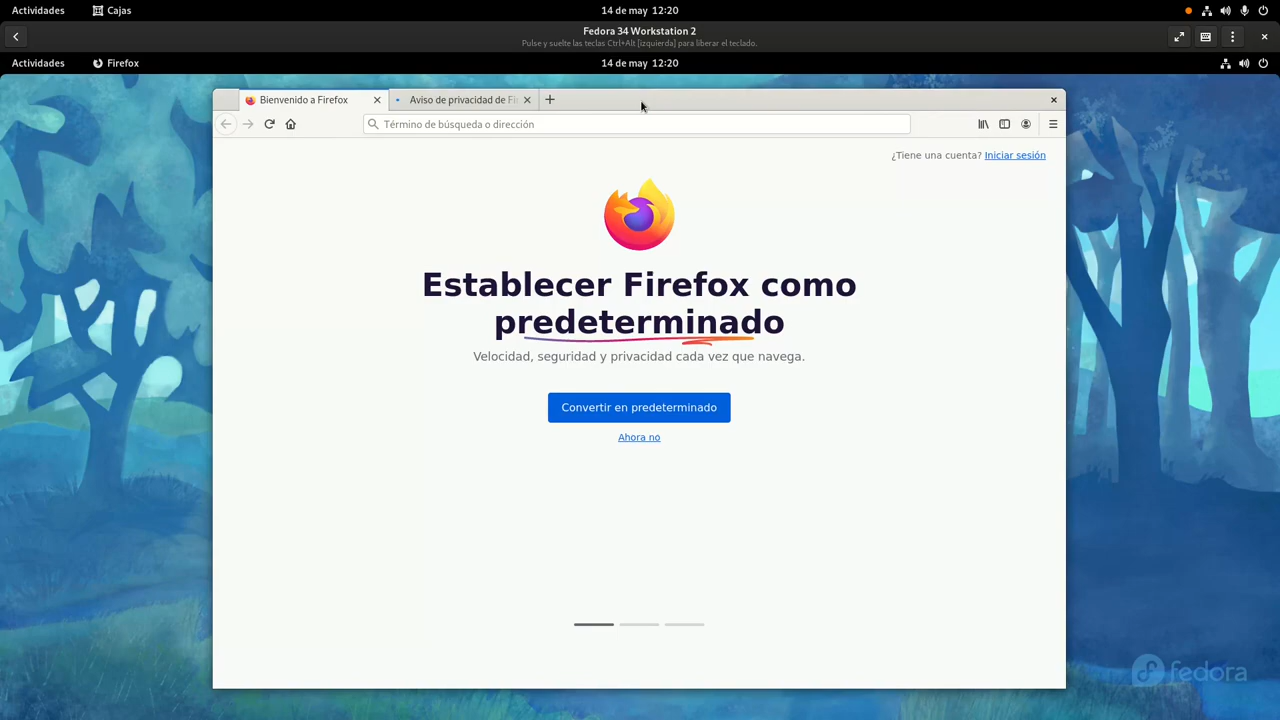 Actividades Cajas 14 de may 12:20
Fedora 34 Workstation 2
Pulse y suelte las teclas Ctrl+Alt [izquierda] para liberar el teclado.
Actividades Firefox 14 de may 12:20
Bienvenido a Firefox Aviso de privacidad de Fi
Término de búsqueda o dirección
¿Tiene una cuenta? Iniciar sesión
Establecer Firefox como
predeterminado
Velocidad, seguridad y privacidad cada vez que navega.
Convertir en predeterminado
Ahora no
fedora